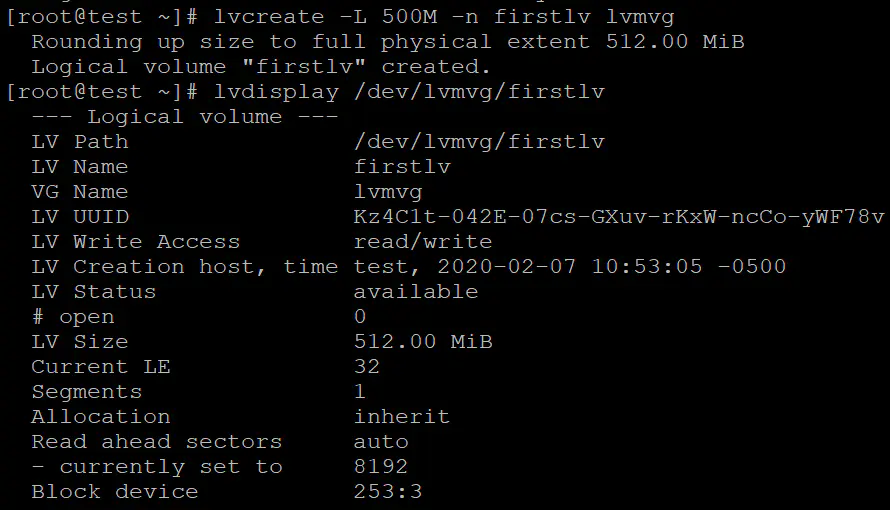 [root@test ~]# lvcreate -L 500M -n firstlv lvmvg
  Rounding up size to full physical extent 512.00 MiB
  Logical volume "firstlv" created.
[root@test ~]# lvdisplay /dev/lvmvg/firstlv
  --- Logical volume ---
  LV Path                /dev/lvmvg/firstlv
  LV Name                firstlv
  VG Name                lvmvg
  LV UUID                Kz4C1t-042E-07cs-GXuv-rKxW-ncCo-yWF78v
  LV Write Access        read/write
  LV Creation host, time test, 2020-02-07 10:53:05 -0500
  LV Status              available
  # open                 0
  LV Size                512.00 MiB
  Current LE             32
  Segments               1
  Allocation             inherit
  Read ahead sectors     auto
  - currently set to     8192
  Block device           253:3